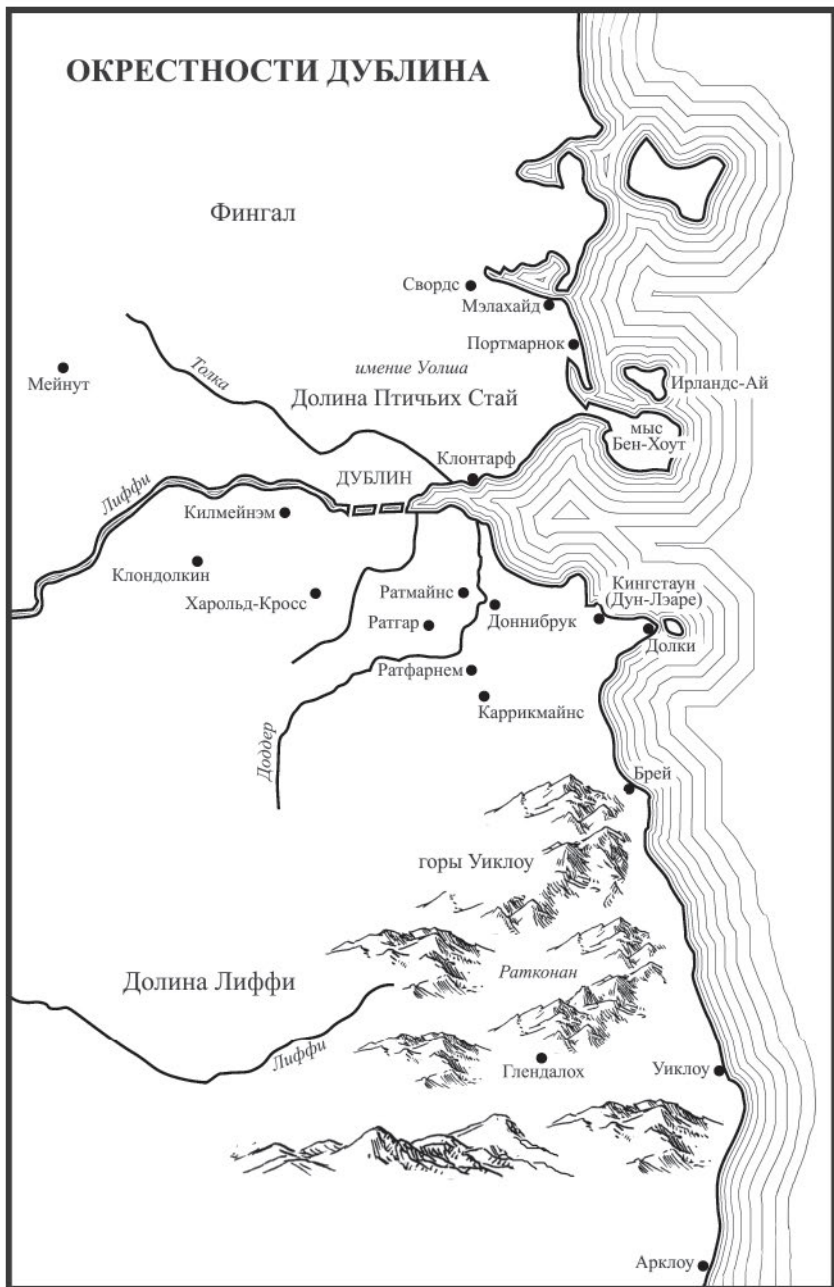 ОКРЕСТНОСТИ ДУБЛИНА
Фингал
Свордс
Мэлахайд
Портмарнок
Мейнут
Толка
имение Уолша
Долина Птичьих Стай
Ирландс-Ай
мыс
Бен-Хоут
Клонтарф
ДУБЛИН
Лиффи
Килмейнэм
Клондолкин
Харольд-Кросс
Ратмайнс
Ратгар
Доннибрук
Кингстаун
(Дун-Лэаре)
Долки
Ратфарнем
Каррикмайнс
Доддер
Брей
горы Уиклоу
Ратконан
Долина Лиффи
Лиффи
Глендалох
Уиклоу
Арклоу